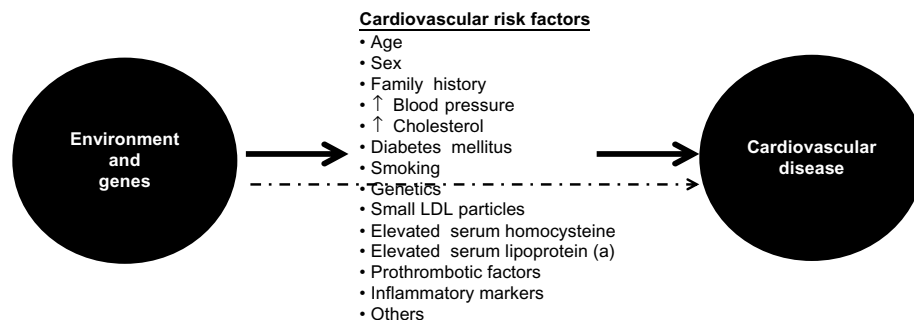 Cardiovascular risk factors
• Age
• Sex
• Family history
• ↑ Blood pressure
• ↑ Cholesterol
• Diabetes mellitus
• Smoking
• Genetics
• Small LDL particles
• Elevated serum homocysteine
• Elevated serum lipoprotein (a)
• Prothrombotic factors
• Inflammatory markers
• Others
Environment
and
genes
Cardiovascular
disease